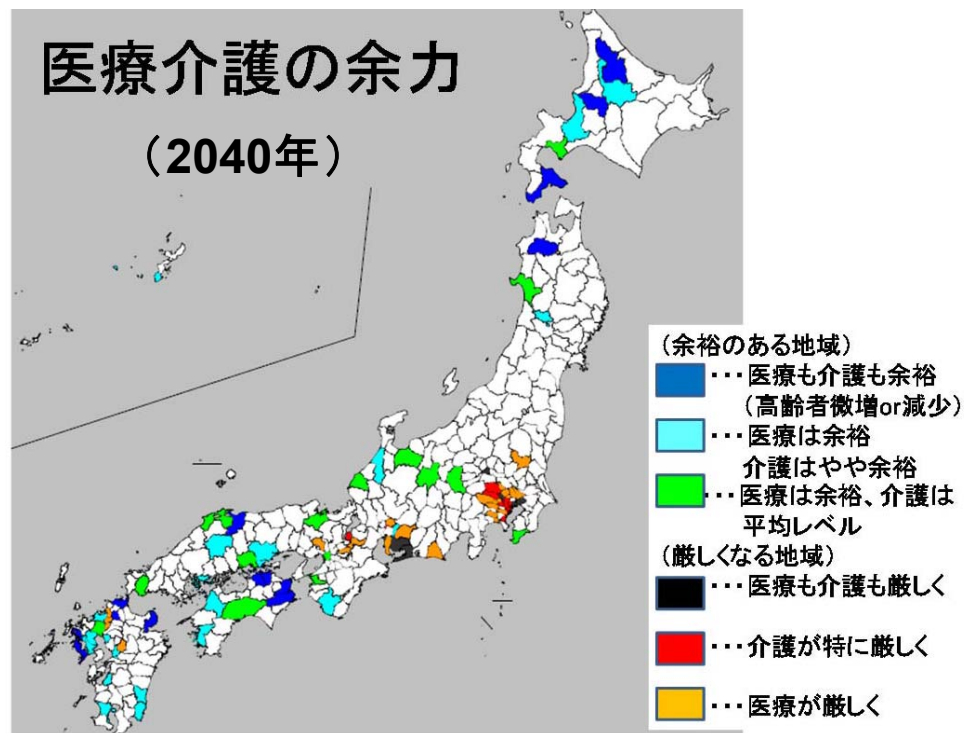 医療介護の余力
（2040年）
（余裕のある地域）
･･･医療も介護も余裕
（高齢者微増or減少）
･･･医療は余裕
介護はやや余裕
･･･医療は余裕、介護は
平均レベル
（厳しくなる地域）
･･･医療も介護も厳しく
･･･介護が特に厳しく
･･･医療が厳しく